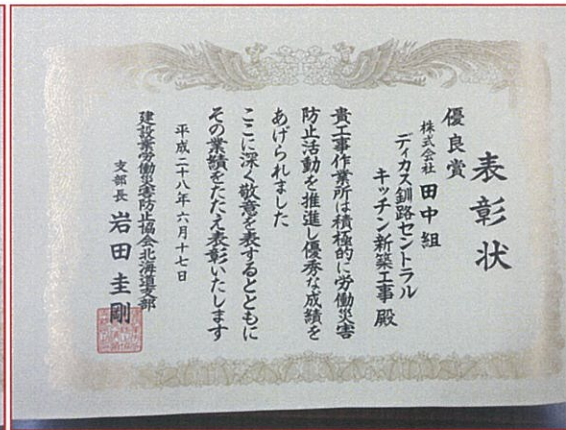 表彰状
優良賞
株式会社 田中組
ディカス釧路セントラル
キッチン新築工事 殿
貴工事作業所は積極的に労働災害
防止活動を推進し優秀な成績を
あげられました
ここに深く敬意を表するとともに
その業績をたたえ表彰いたします
平成二十八年六月十七日
建設業労働災害防止協会北海道支部
支部長 岩田圭剛